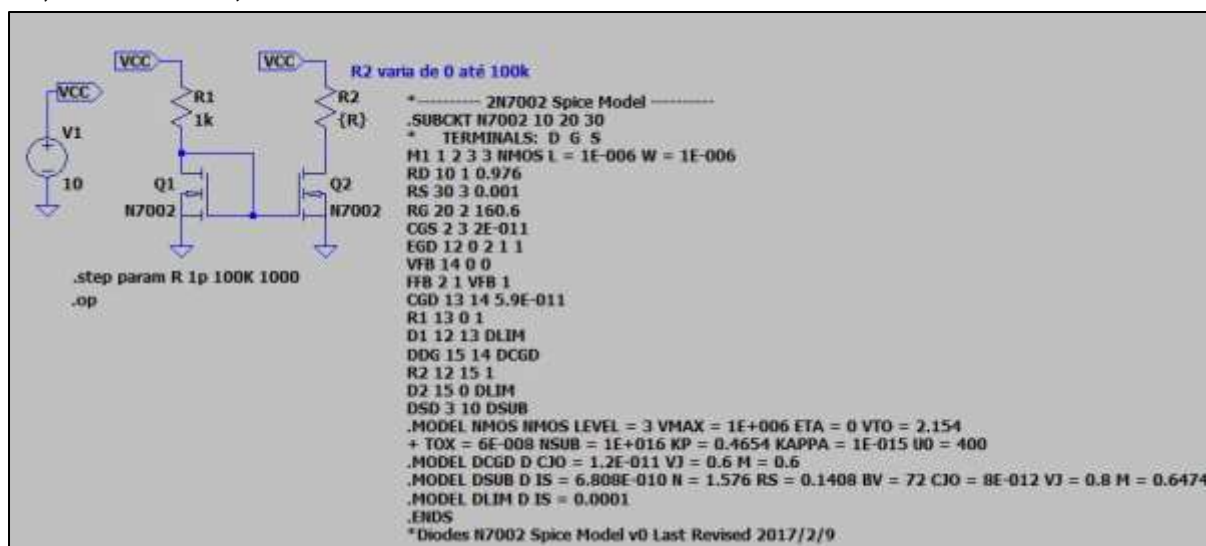 VCC
VCC
R2 varia de 0 até 100k
VCC
R1
1k
R2
{R}
V1
10
Q1
N7002
Q2
N7002
.step param R 1p 100K 1000
.op
*---------- 2N7002 Spice Model ----------
.SUBCKT N7002 10 20 30
* TERMINALS: D G S
M1 1 2 3 3 NMOS L = 1E-006 W = 1E-006
RD 10 1 0.976
RS 30 3 0.001
RG 20 2 160.6
CGS 2 3 2E-011
EGD 12 0 2 1 1
VFB 14 0 0
FFB 2 1 VFB 1
CGD 13 14 5.9E-011
R1 13 0 1
D1 12 13 DLIM
DDG 15 14 DCGD
R2 12 15 1
D2 15 0 DLIM
DSD 3 10 DSUB
.MODEL NMOS NMOS LEVEL = 3 VMAX = 1E+006 ETA = 0 VTO = 2.154
+ TOX = 6E-008 NSUB = 1E+016 KP = 0.4654 KAPPA = 1E-015 U0 = 400
.MODEL DCGD D CJO = 1.2E-011 VJ = 0.6 M = 0.6
.MODEL DSUB D IS = 6.808E-010 N = 1.576 RS = 0.1408 BV = 72 CJO = 8E-012 VJ = 0.8 M = 0.6474
.MODEL DLIM D IS = 0.0001
.ENDS
*Diodes N7002 Spice Model v0 Last Revised 2017/2/9